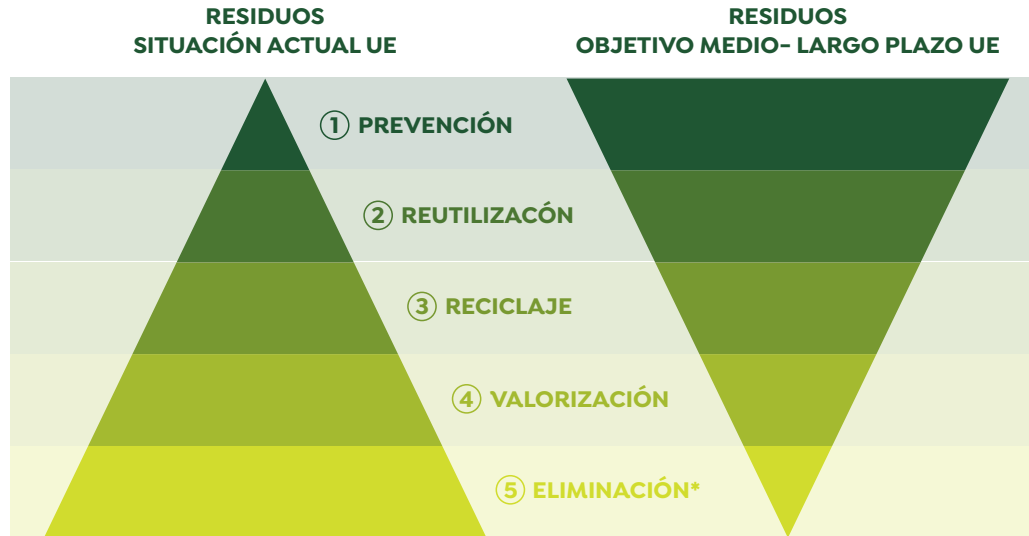 RESIDUOS
SITUACIÓN ACTUAL UE
RESIDUOS
OBJETIVO MEDIO- LARGO PLAZO UE
① PREVENCIÓN
② REUTILIZACÓN
③ RECICLAJE
④ VALORIZACIÓN
⑤ ELIMINACIÓN*